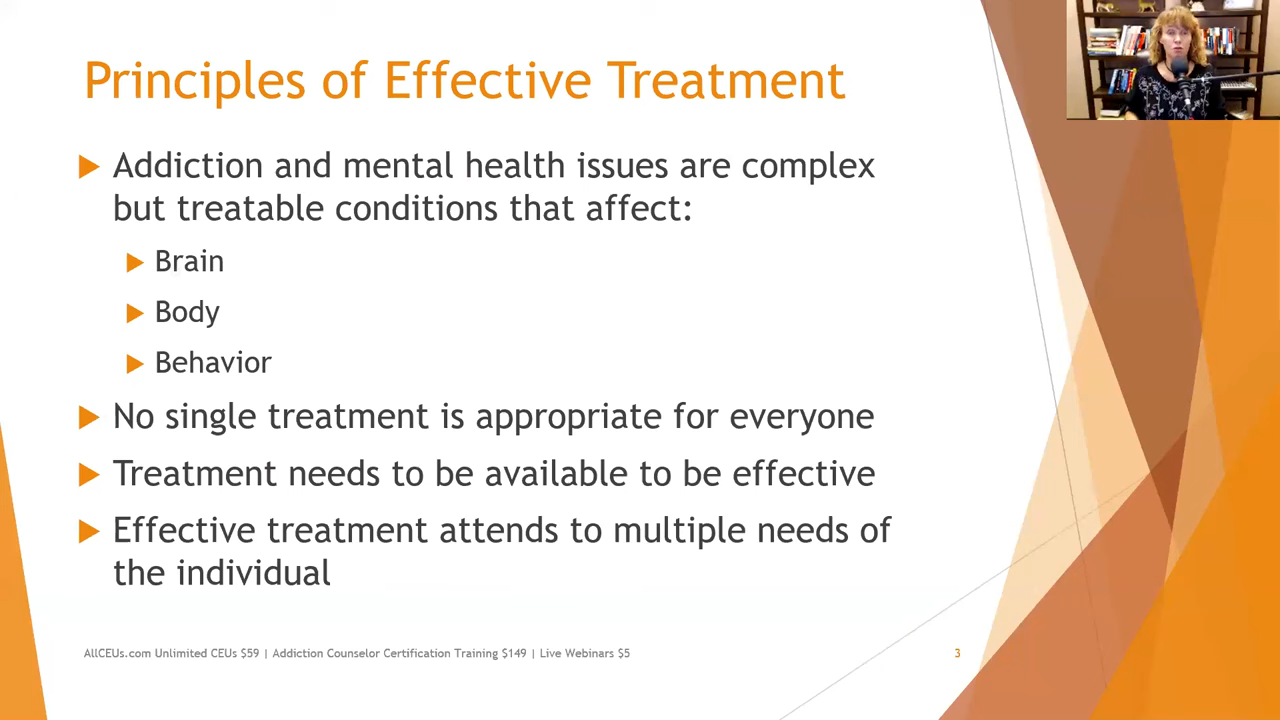 Principles of Effective Treatment
Addiction and mental health issues are complex
but treatable conditions that affect:
Brain
Body
Behavior
No single treatment is appropriate for everyone
Treatment needs to be available to be effective
Effective treatment attends to multiple needs of
the individual
AllCEUs.com Unlimited CEUs $59 | Addiction Counselor Certification Training $149 | Live Webinars $5
3